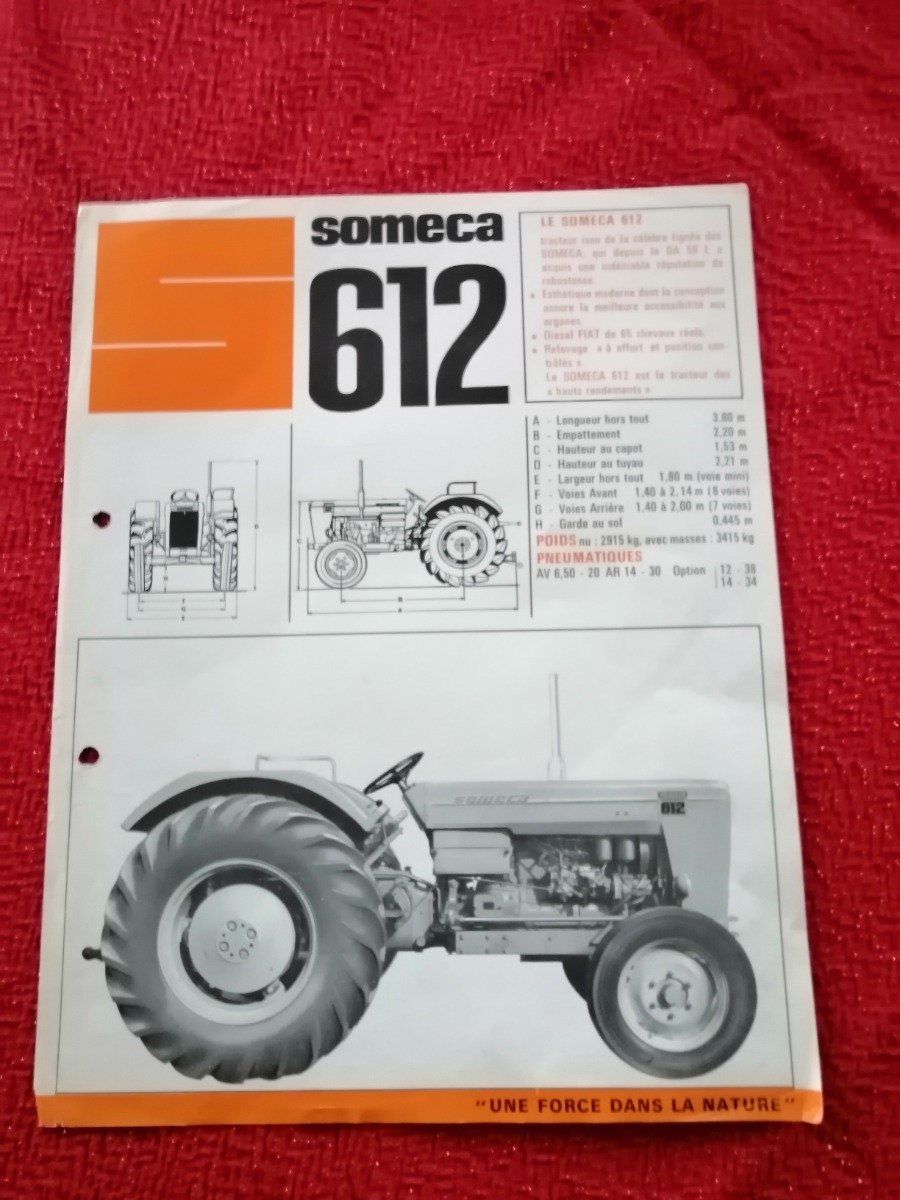 someca
612
LE SOMECA 612
tracteur issu de la célèbre lignée des
SOMECA, qui depuis le DA 50 L a
acquis une indéniable réputation de
robustesse.
• Esthétique moderne dont la conception
assure la meilleure accessibilité aux
organes.
• Diesel FIAT de 65 chevaux réels.
• Relevage « à effort et position con-
trôlés »
Le SOMECA 612 est le tracteur des
« hauts rendements ».
A - Longueur hors tout 3.80 m
B - Empattement 2,20 m
C - Hauteur au capot 1,53 m
D - Hauteur au tuyau 2,21 m
E - Largeur hors tout 1,80 m (voie mini)
F - Voies Avant 1,40 à 2,14 m (8 voies)
G - Voies Arrière 1,40 à 2,00 m (7 voies)
H - Garde au sol 0,445 m
POIDS nu : 2915 kg, avec masses : 3415 kg
PNEUMATIQUES
AV 6,50 - 20 AR 14 - 30 Option 12 - 38
14 - 34
F
G
E
B
A
someca
612
"UNE FORCE DANS LA NATURE"